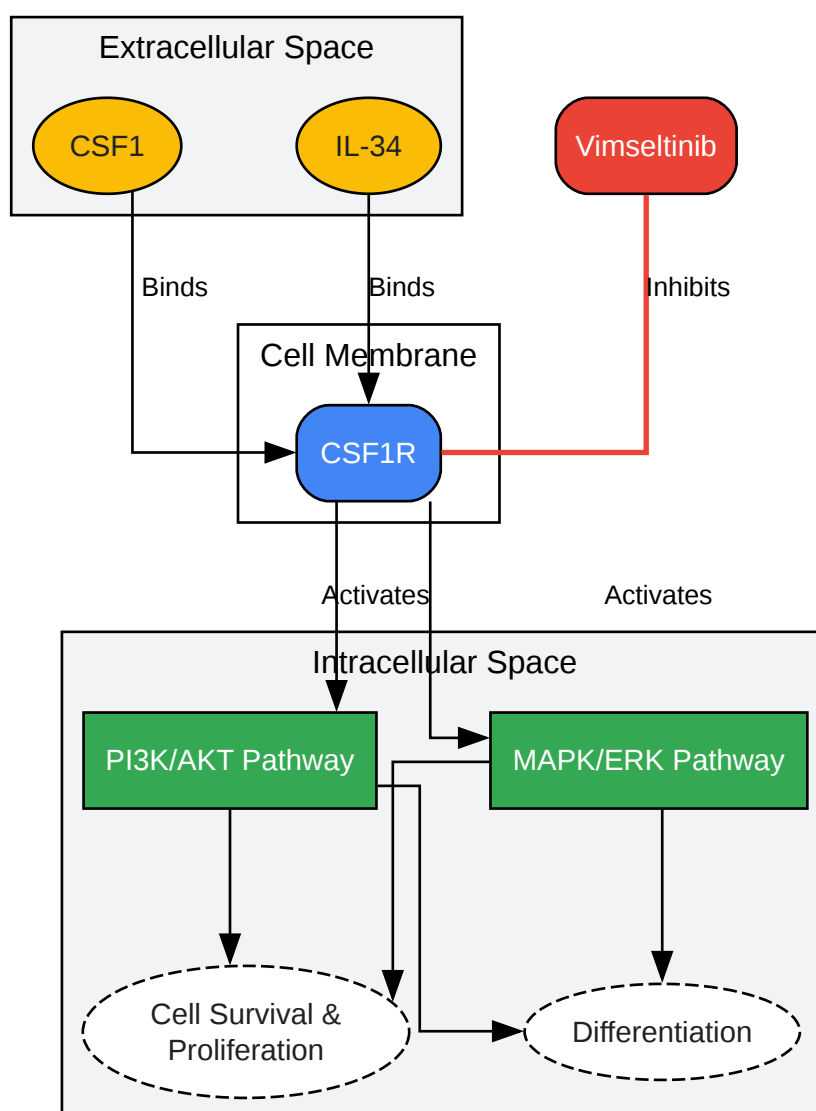 Extracellular Space
CSF1
IL-34
Vimseltinib
Binds
Binds
Inhibits
Cell Membrane
CSF1R
Activates
Activates
Intracellular Space
PI3K/AKT Pathway
MAPK/ERK Pathway
Cell Survival &
Proliferation
Differentiation